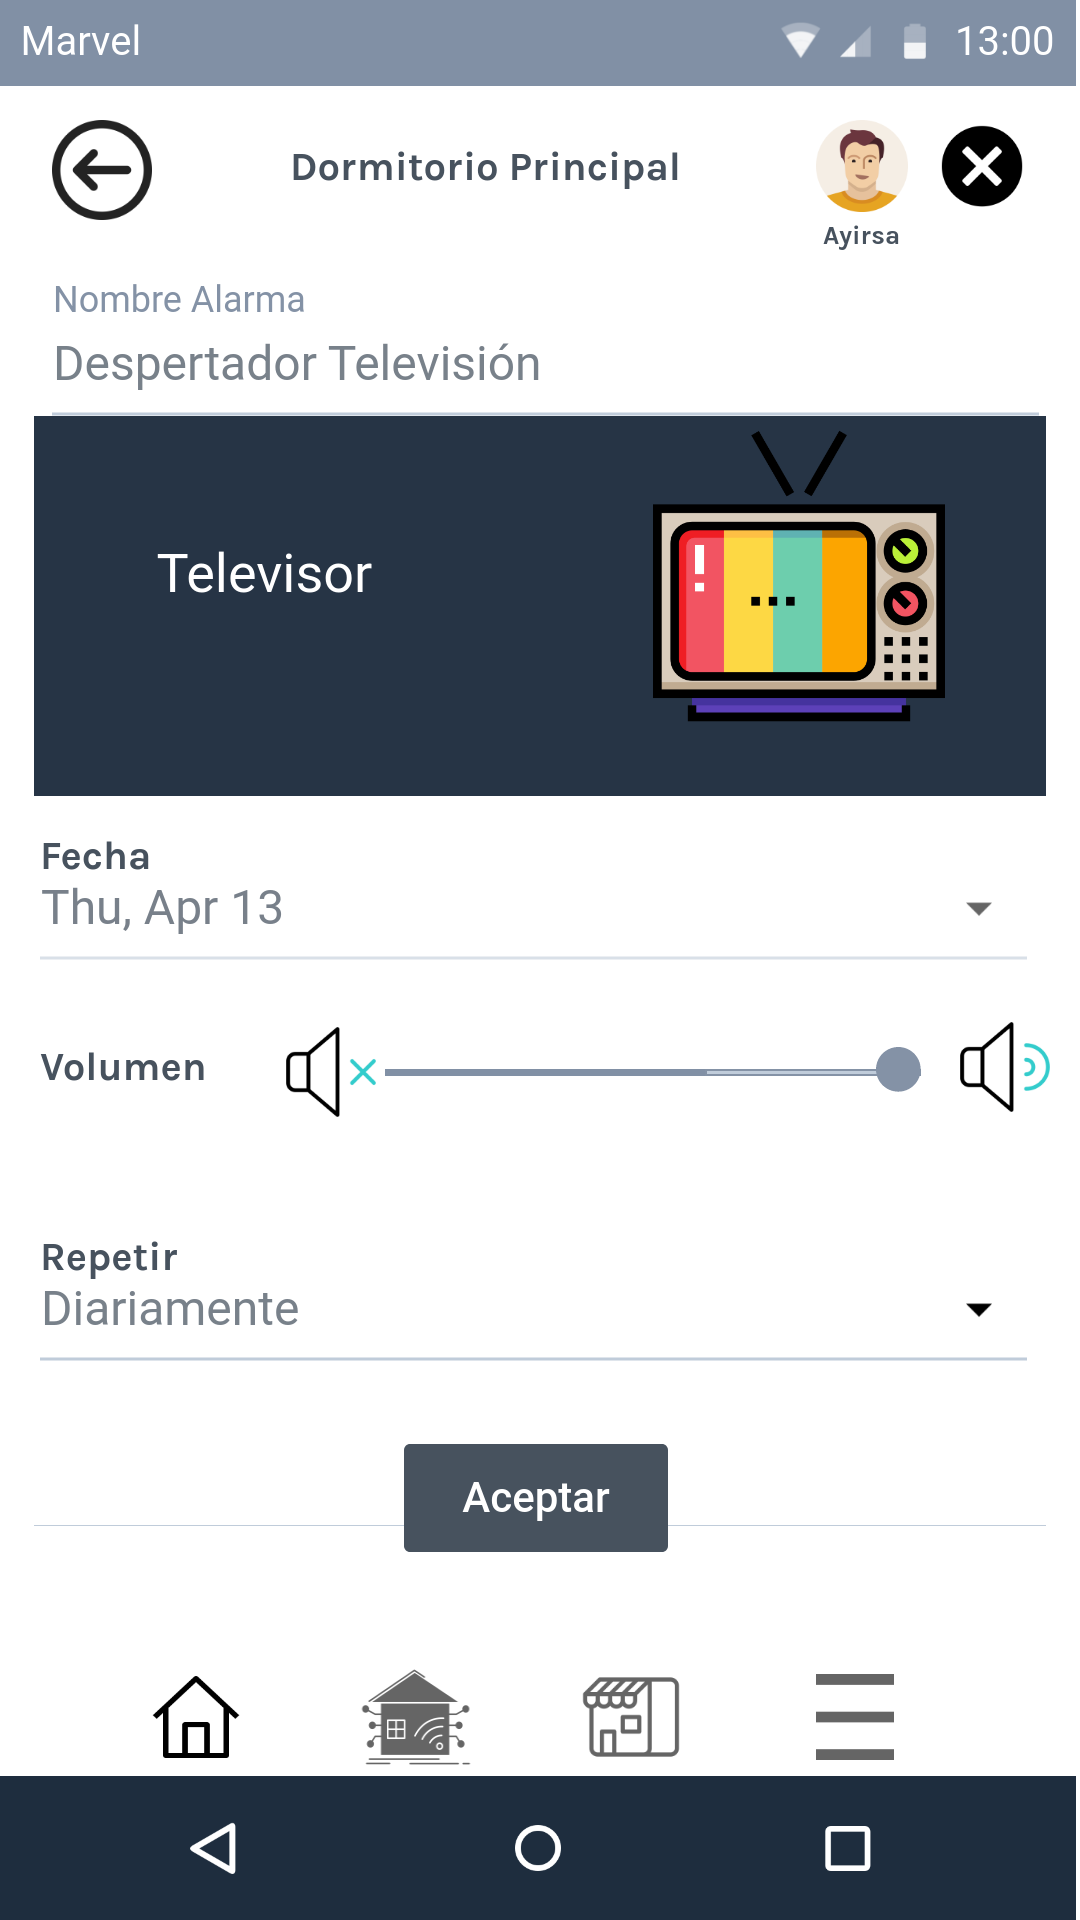 Marvel 13:00
Dormitorio Principal
Ayirsa
Nombre Alarma
Despertador Televisión
Televisor
Fecha
Thu, Apr 13
Volumen
Repetir
Diariamente
Aceptar